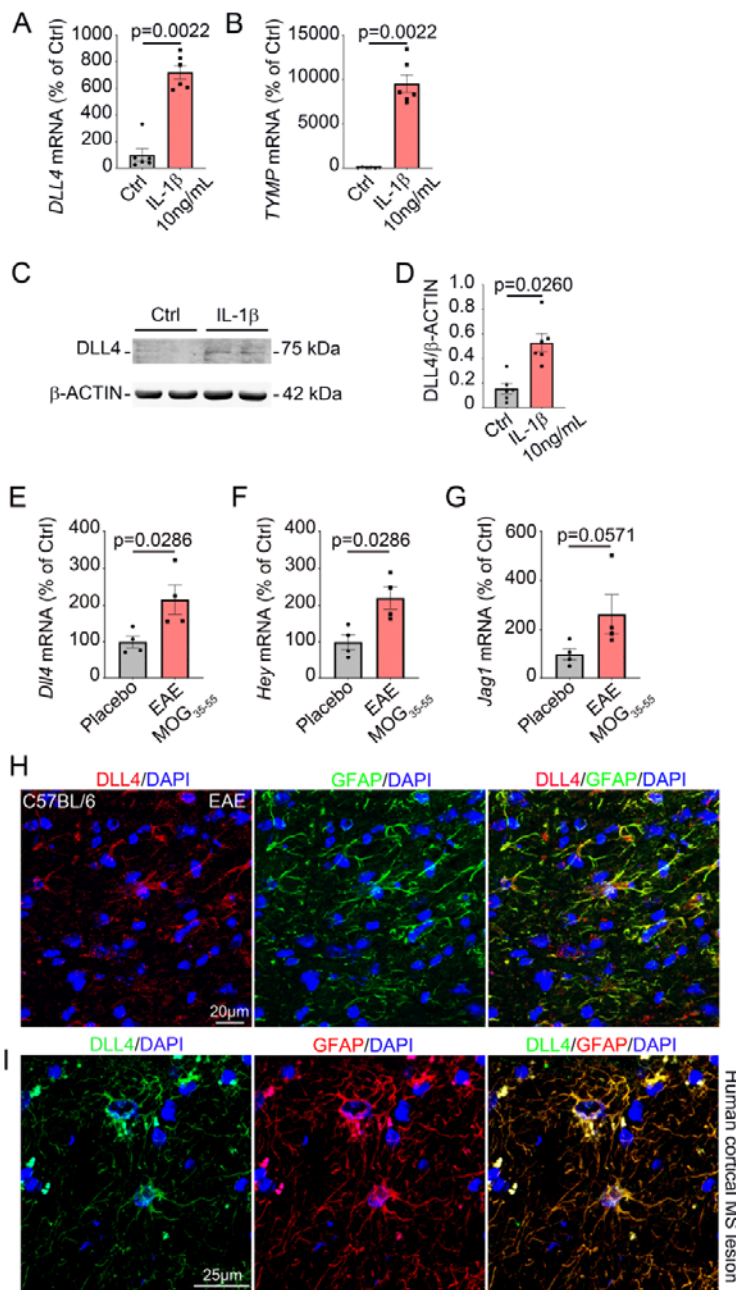 A
p=0.0022
DLL4 mRNA (% of Ctrl)
1000
800
600
400
200
0
Ctrl
IL-1β
10ng/mL
B
p=0.0022
TYMP mRNA (% of Ctrl)
15000
10000
5000
0
Ctrl
IL-1β
10ng/mL
C
Ctrl IL-1β
DLL4 - - 75 kDa
β-ACTIN - - 42 kDa
D
p=0.0260
DLL4/β-ACTIN
1.0
0.8
0.6
0.4
0.2
0
Ctrl
IL-1β
10ng/mL
E
p=0.0286
Dll4 mRNA (% of Ctrl)
400
300
200
100
0
Placebo
EAE
MOG35-55
F
p=0.0286
Hey mRNA (% of Ctrl)
400
300
200
100
0
Placebo
EAE
MOG35-55
G
p=0.0571
Jag1 mRNA (% of Ctrl)
600
400
200
0
Placebo
EAE
MOG35-55
H
DLL4/DAPI GFAP/DAPI DLL4/GFAP/DAPI
C57BL/6 EAE
20µm
I
DLL4/DAPI GFAP/DAPI DLL4/GFAP/DAPI
25µm
Human cortical MS lesion